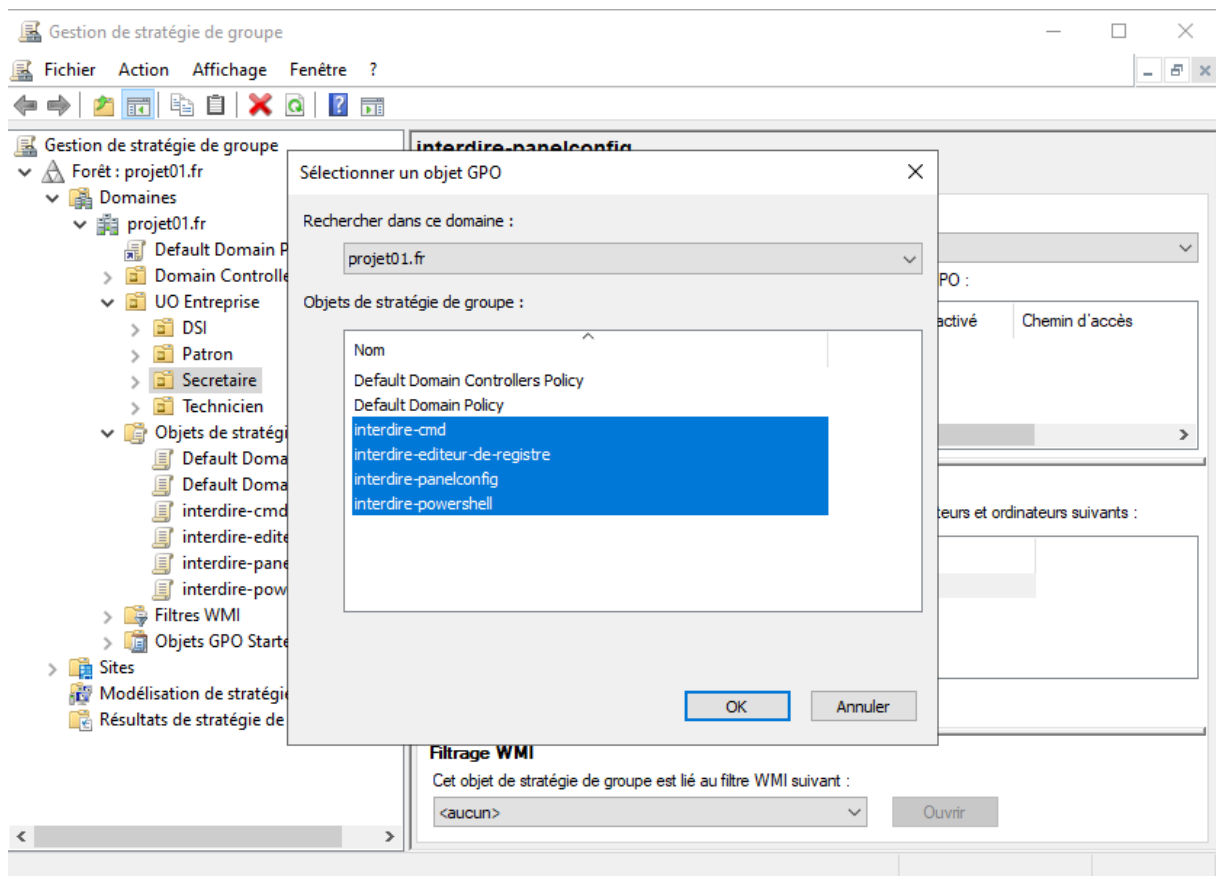 Gestion de stratégie de groupe
Fichier Action Affichage Fenêtre ?
Gestion de stratégie de groupe
Forêt : projet01.fr
Domaines
projet01.fr
Default Domain P
Domain Controlle
UO Entreprise
DSI
Patron
Secretaire
Technicien
Objets de stratégi
Default Doma
Default Doma
interdire-cmd
interdire-edite
interdire-pane
interdire-pow
Filtres WMI
Objets GPO Starte
Sites
Modélisation de stratégie
Résultats de stratégie de
interdire-panelconfig
Sélectionner un objet GPO
Rechercher dans ce domaine :
projet01.fr
Objets de stratégie de groupe :
Nom
Default Domain Controllers Policy
Default Domain Policy
interdire-cmd
interdire-editeur-de-registre
interdire-panelconfig
interdire-powershell
OK Annuler
PO :
activé Chemin d'accès
teurs et ordinateurs suivants :
Filtrage WMI
Cet objet de stratégie de groupe est lié au filtre WMI suivant :
<aucun> Ouvrir